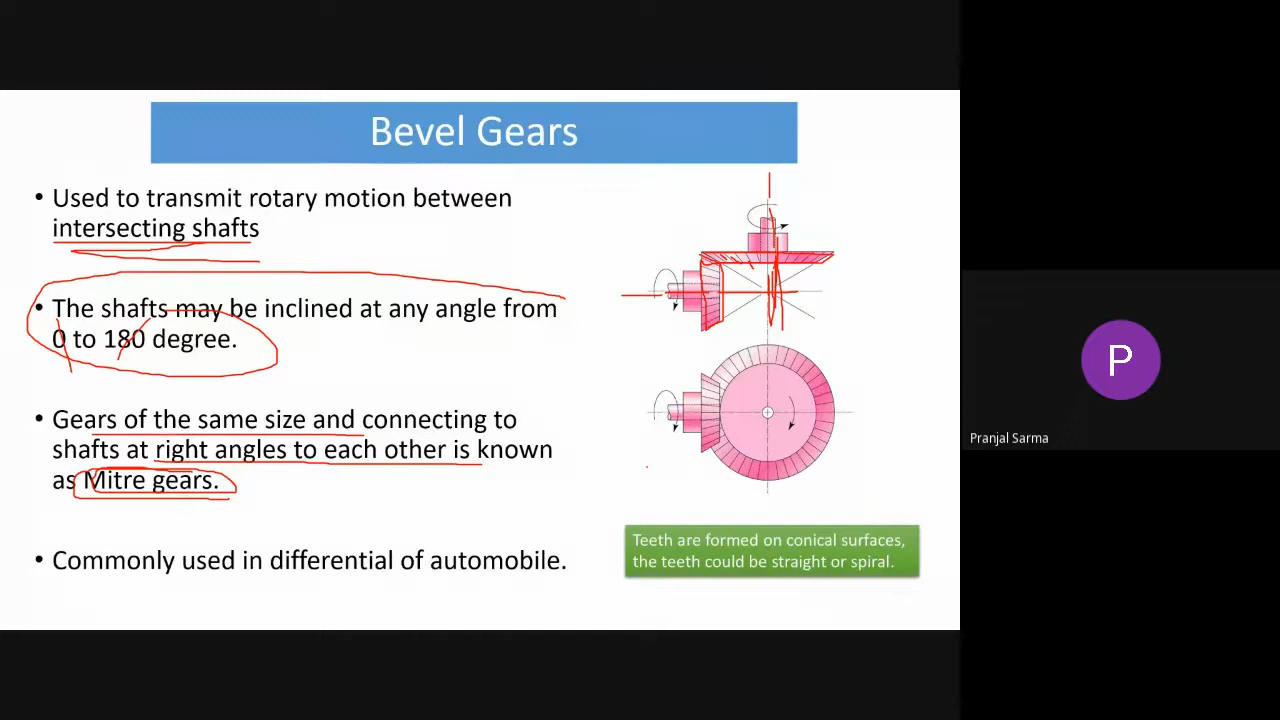 Bevel Gears
• Used to transmit rotary motion between
intersecting shafts
• The shafts may be inclined at any angle from
0 to 180 degree.
• Gears of the same size and connecting to
shafts at right angles to each other is known
as Mitre gears.
• Commonly used in differential of automobile.
Teeth are formed on conical surfaces,
the teeth could be straight or spiral.
P
Pranjal Sarma